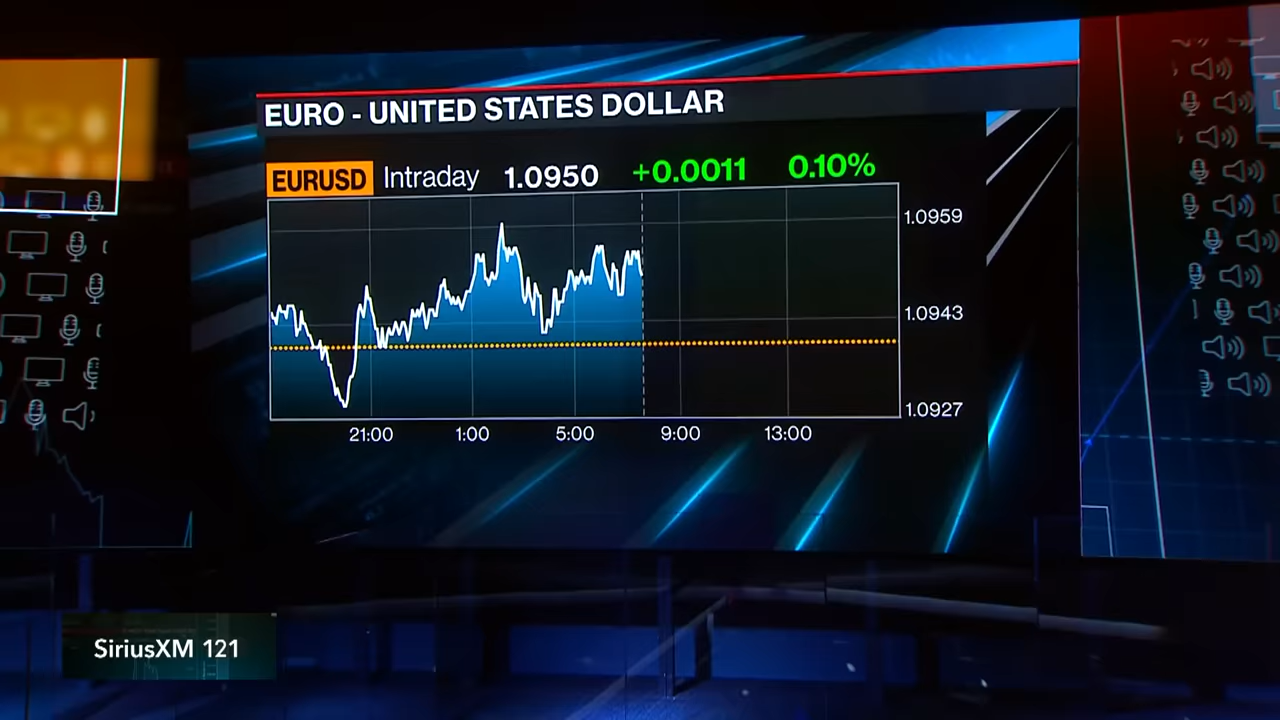 EURO - UNITED STATES DOLLAR
EURUSD Intraday 1.0950 +0.0011 0.10%
1.0959
1.0943
1.0927
21:00 1:00 5:00 9:00 13:00
SiriusXM 121